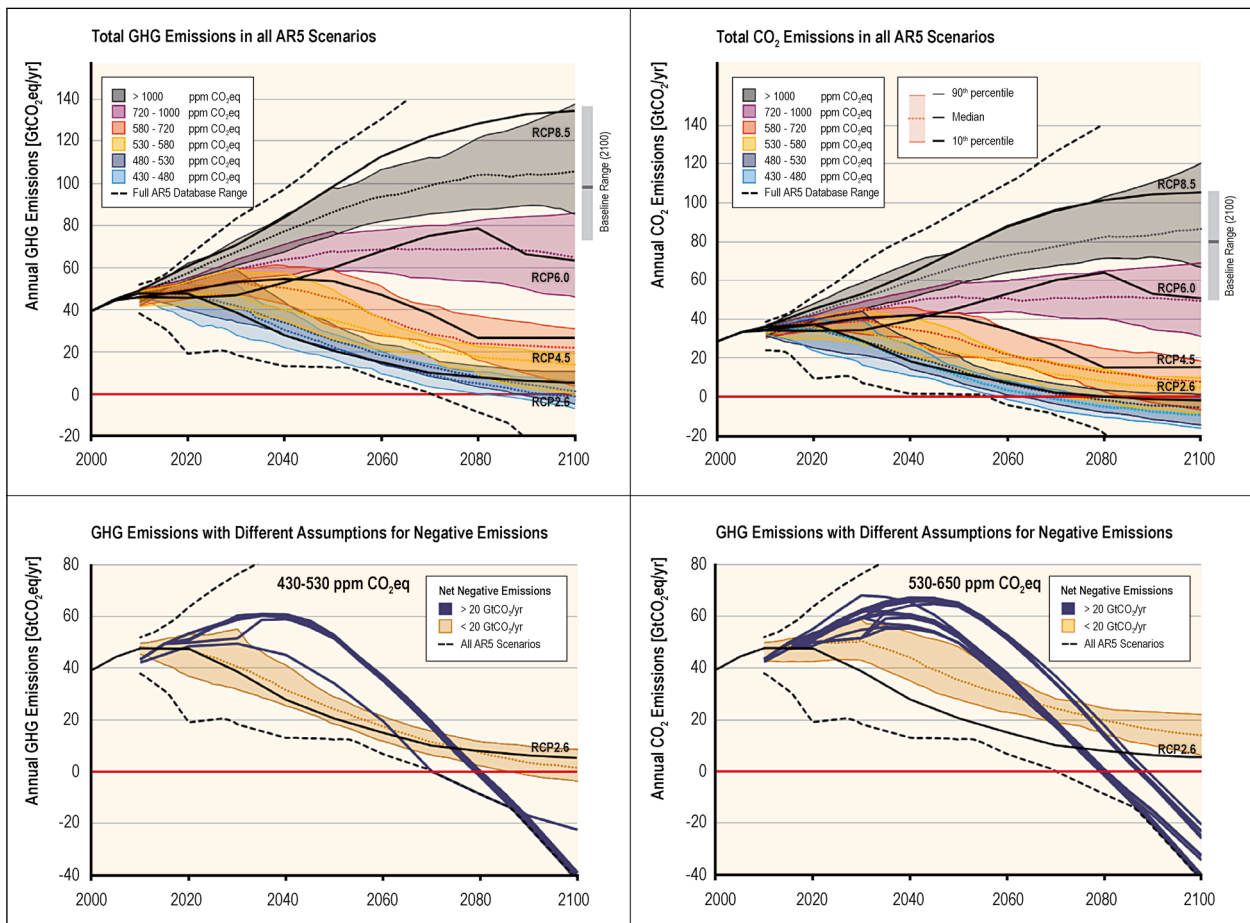 Total GHG Emissions in all AR5 Scenarios
Annual GHG Emissions [GtCO₂eq/yr]
140
120
100
80
60
40
20
0
-20
2000
2020
2040
2060
2080
2100
> 1000 ppm CO₂eq
720 - 1000 ppm CO₂eq
580 - 720 ppm CO₂eq
530 - 580 ppm CO₂eq
480 - 530 ppm CO₂eq
430 - 480 ppm CO₂eq
Full AR5 Database Range
RCP8.5
RCP6.0
RCP4.5
RCP2.6
Baseline Range (2100)
Total CO₂ Emissions in all AR5 Scenarios
Annual CO₂ Emissions [GtCO₂/yr]
140
120
100
80
60
40
20
0
-20
2000
2020
2040
2060
2080
2100
> 1000 ppm CO₂eq
720 - 1000 ppm CO₂eq
580 - 720 ppm CO₂eq
530 - 580 ppm CO₂eq
480 - 530 ppm CO₂eq
430 - 480 ppm CO₂eq
Full AR5 Database Range
90th percentile
Median
10th percentile
RCP8.5
RCP6.0
RCP4.5
RCP2.6
Baseline Range (2100)
GHG Emissions with Different Assumptions for Negative Emissions
Annual GHG Emissions [GtCO₂eq/yr]
80
60
40
20
0
-20
-40
2000
2020
2040
2060
2080
2100
430-530 ppm CO₂eq
Net Negative Emissions
> 20 GtCO₂/yr
< 20 GtCO₂/yr
All AR5 Scenarios
RCP2.6
GHG Emissions with Different Assumptions for Negative Emissions
Annual CO₂ Emissions [GtCO₂eq/yr]
80
60
40
20
0
-20
-40
2000
2020
2040
2060
2080
2100
530-650 ppm CO₂eq
Net Negative Emissions
> 20 GtCO₂/yr
< 20 GtCO₂/yr
All AR5 Scenarios
RCP2.6